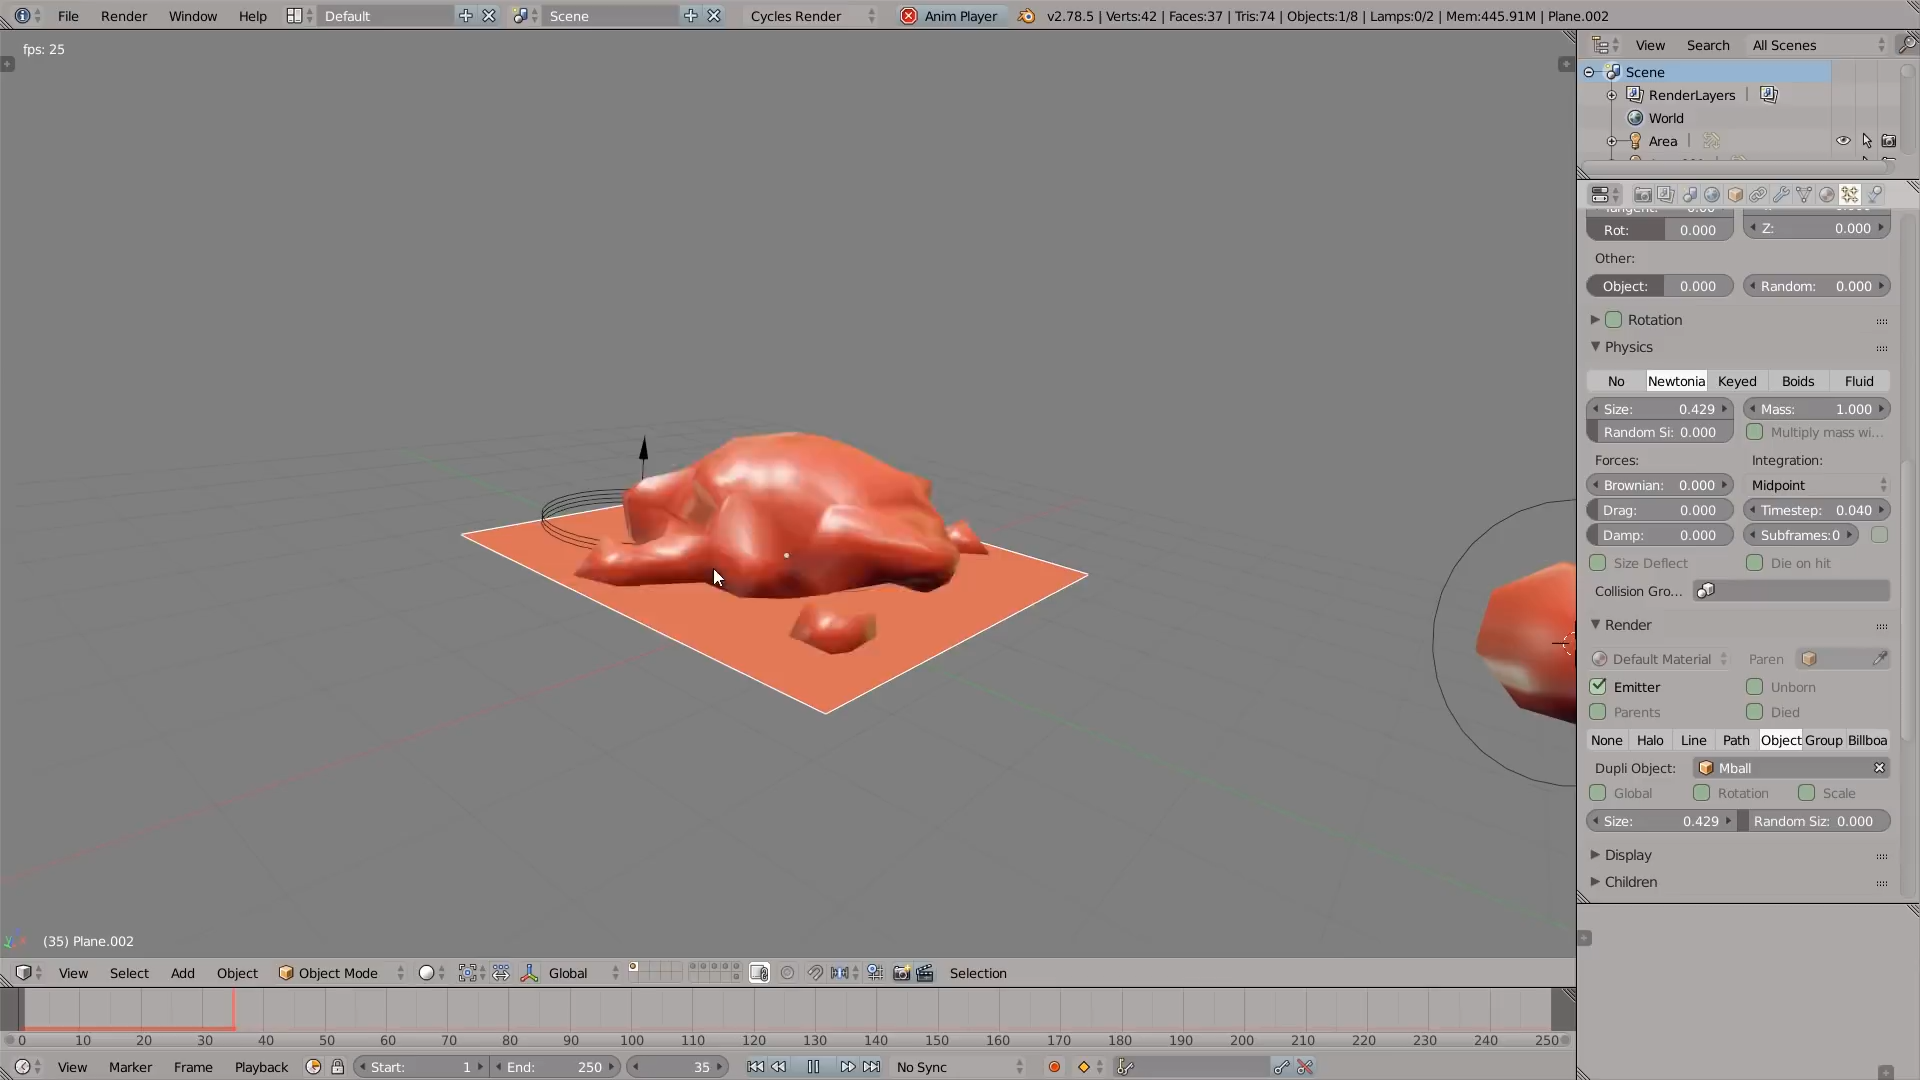 File Render Window Help Default Scene Cycles Render Anim Player v2.78.5 | Verts:42 | Faces:37 | Tris:74 | Objects:1/8 | Lamps:0/2 | Mem:445.91M | Plane.002
fps: 25
View Search All Scenes
Scene
RenderLayers
World
Area
Rot: 0.000 Z: 0.000
Other:
Object: 0.000 Random: 0.000
Rotation
Physics
No Newtonia Keyed Boids Fluid
Size: 0.429 Mass: 1.000
Random Si: 0.000 Multiply mass wi...
Forces: Integration:
Brownian: 0.000 Midpoint
Drag: 0.000 Timestep: 0.040
Damp: 0.000 Subframes:0
Size Deflect Die on hit
Collision Gro...
Render
Default Material Paren
Emitter Unborn
Parents Died
None Halo Line Path Object Group Billboa
Dupli Object: Mball
Global Rotation Scale
Size: 0.429 Random Siz: 0.000
Display
Children
(35) Plane.002
View Select Add Object Object Mode Global Selection
0 10 20 30 40 50 60 70 80 90 100 110 120 130 140 150 160 170 180 190 200 210 220 230 240 250
View Marker Frame Playback Start: 1 End: 250 35 No Sync